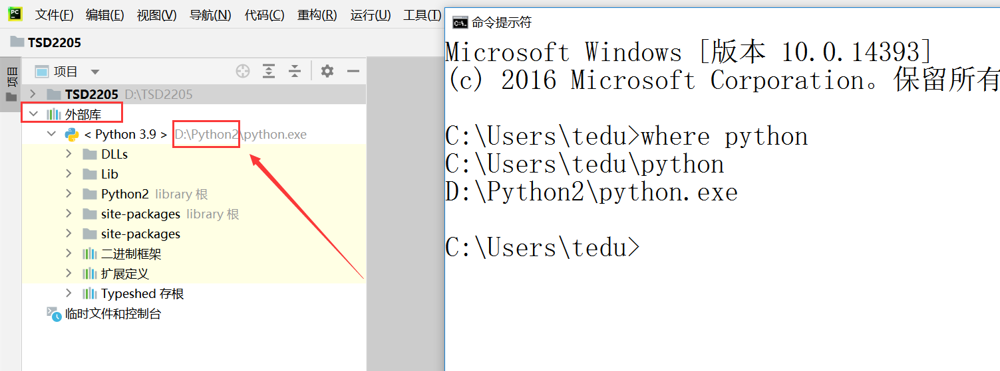 PC
文件(F) 编辑(E) 视图(V) 导航(N) 代码(C) 重构(R) 运行(U) 工具(T)
TSD2205
项目
项目
TSD2205 D:\TSD2205
外部库
< Python 3.9 > D:\Python2\python.exe
DLLs
Lib
Python2 library 根
site-packages library 根
site-packages
二进制框架
扩展定义
Typeshed 存根
临时文件和控制台
C:\. 命令提示符
Microsoft Windows [版本 10.0.14393]
(c) 2016 Microsoft Corporation。保留所有
C:\Users\tedu>where python
C:\Users\tedu\python
D:\Python2\python.exe
C:\Users\tedu>